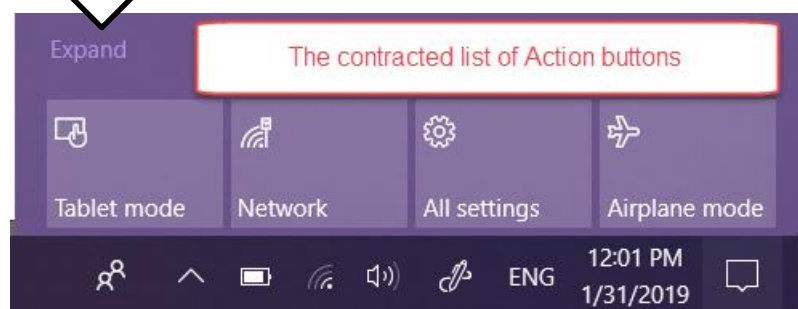 Expand
The contracted list of Action buttons
Tablet mode
Network
All settings
Airplane mode
ENG
12:01 PM
1/31/2019